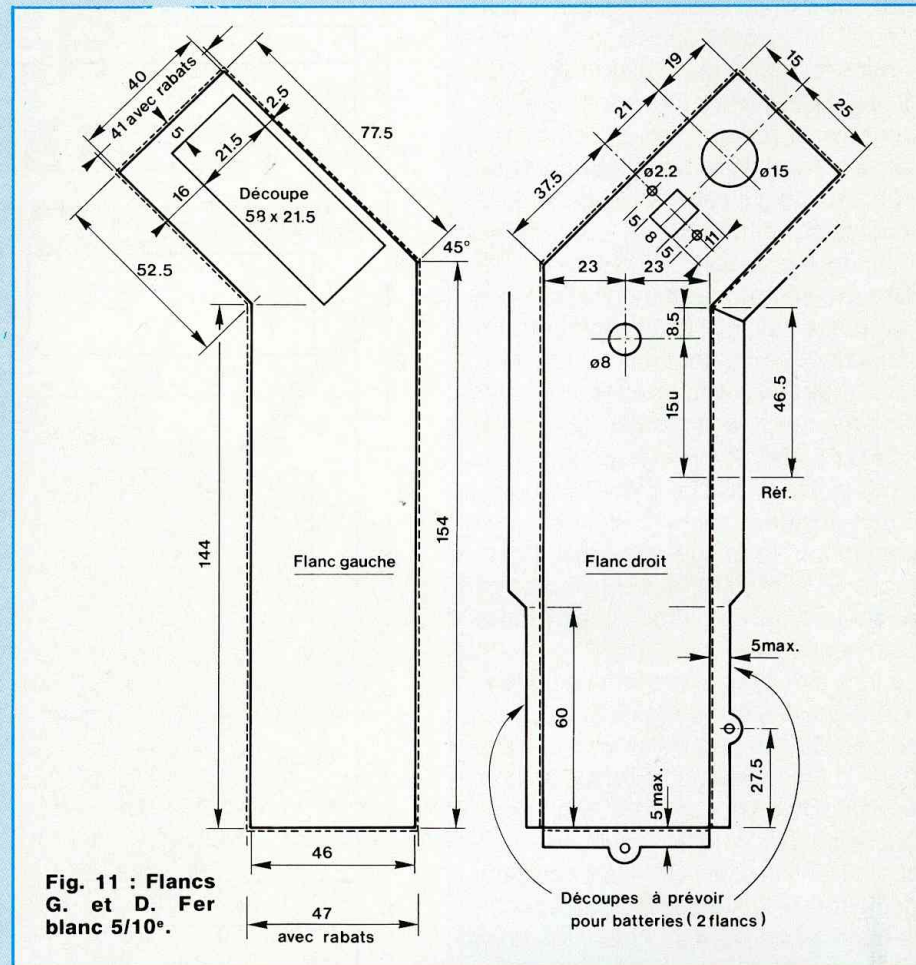 40
41 avec rabats
5
21.5
2.5
77.5
16
Découpe
58 x 21.5
52.5
45°
144
154
Flanc gauche
46
47
avec rabats
19
21
37.5
15
25
ø2.2
ø15
5
8
5
11
23
23
8.5
ø8
15u
46.5
Réf.
Flanc droit
5max.
60
27.5
5max.
Découpes à prévoir
pour batteries (2 flancs)
Fig. 11 : Flancs
G. et D. Fer
blanc 5/10e.